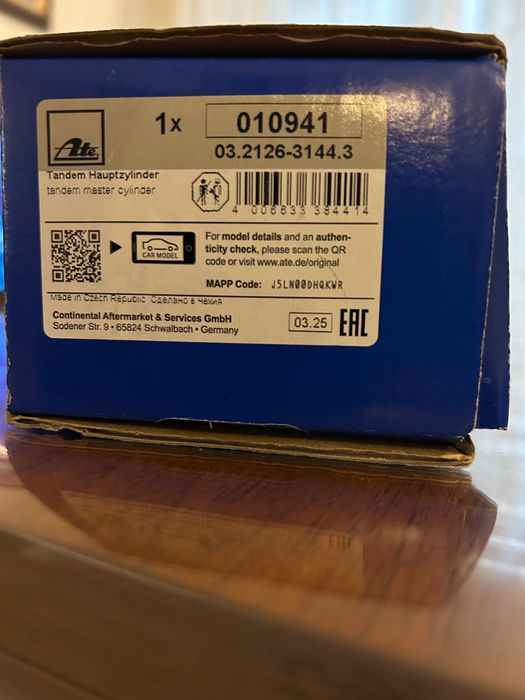 Ate
1x
010941
03.2126-3144.3
Tandem Hauptzylinder
tandem master cylinder
4 006633 384414
CAR MODEL
For model details and an authen-
ticity check, please scan the QR
code or visit www.ate.de/original
MAPP Code: J5LN00DHQKWR
Made in Czech Republic Сделано в Чехия
Continental Aftermarket & Services GmbH
Sodener Str. 9 • 65824 Schwalbach • Germany
03.25
EAC